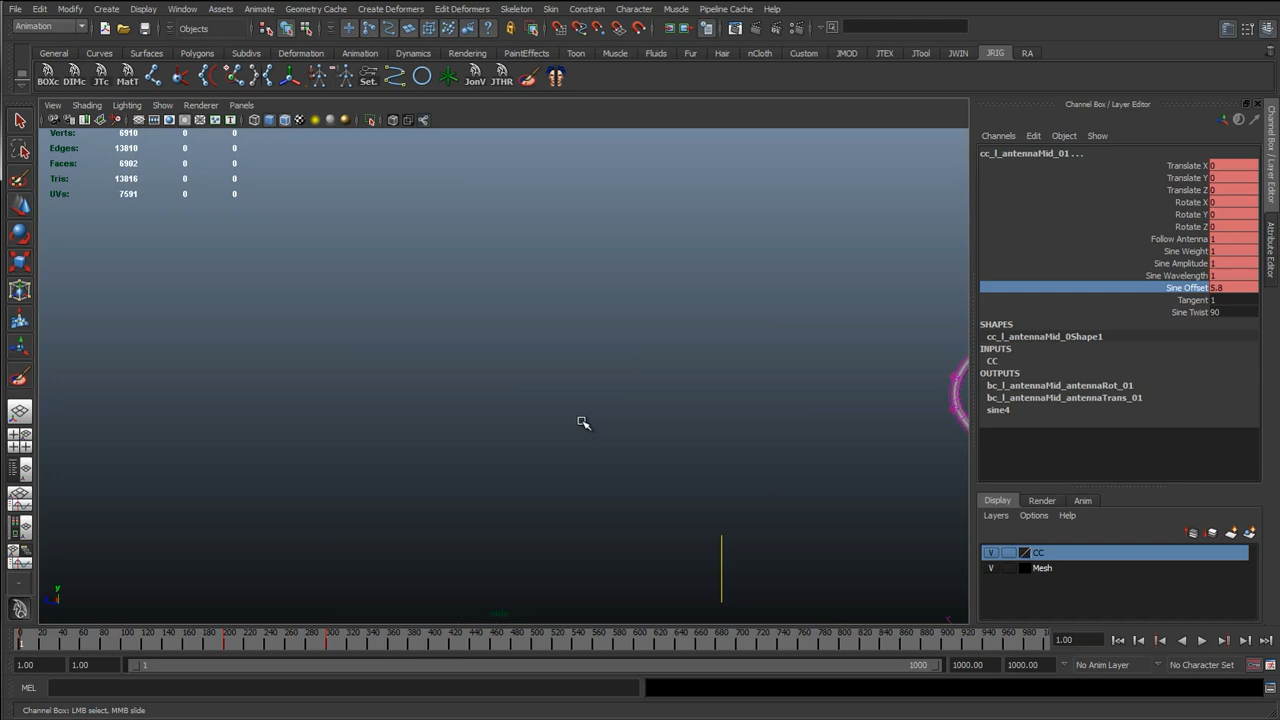 File Edit Modify Create Display Window Assets Animate Geometry Cache Create Deformers Edit Deformers Skeleton Skin Constrain Character Muscle Pipeline Cache Help
Animation Objects
General Curves Surfaces Polygons Subdivs Deformation Animation Dynamics Rendering PaintEffects Toon Muscle Fluids Fur Hair nCloth Custom JMOD JTEX JTool JWIN JRIG RA
BOXc DIMc JTc MatT Set. JonV JTHR
View Shading Lighting Show Renderer Panels
Verts: 6910 0 0
Edges: 13810 0 0
Faces: 6902 0 0
Tris: 13816 0 0
UVs: 7591 0 0
y
side
Channel Box / Layer Editor
Channels Edit Object Show
cc_l_antennaMid_01 ...
Translate X 0
Translate Y 0
Translate Z 0
Rotate X 0
Rotate Y 0
Rotate Z 0
Follow Antenna 1
Sine Weight 1
Sine Amplitude 1
Sine Wavelength 1
Sine Offset 5.8
Tangent 1
Sine Twist 90
SHAPES
cc_l_antennaMid_0Shape1
INPUTS
CC
OUTPUTS
bc_l_antennaMid_antennaRot_01
bc_l_antennaMid_antennaTrans_01
sine4
Display Render Anim
Layers Options Help
V CC
V Mesh
Channel Box / Layer Editor
Attribute Editor
0 20 40 60 80 100 120 140 160 180 200 220 240 260 280 300 320 340 360 380 400 420 440 460 480 500 520 540 560 580 600 620 640 660 680 700 720 740 760 780 800 820 840 860 880 900 920 940 960 980
1 1.00
1.00 1.00 1 1000 1000.00 1000.00 No Anim Layer No Character Set
MEL
Channel Box: LMB select, MMB slide